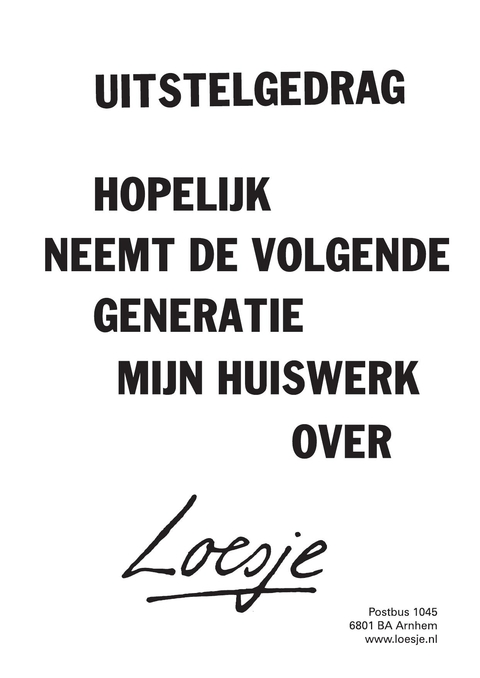 UITSTELGEDRAG
HOPELIJK
NEEMT DE VOLGENDE
GENERATIE
MIJN HUISWERK
OVER
Loesje
Postbus 1045
6801 BA Arnhem
www.loesje.nl